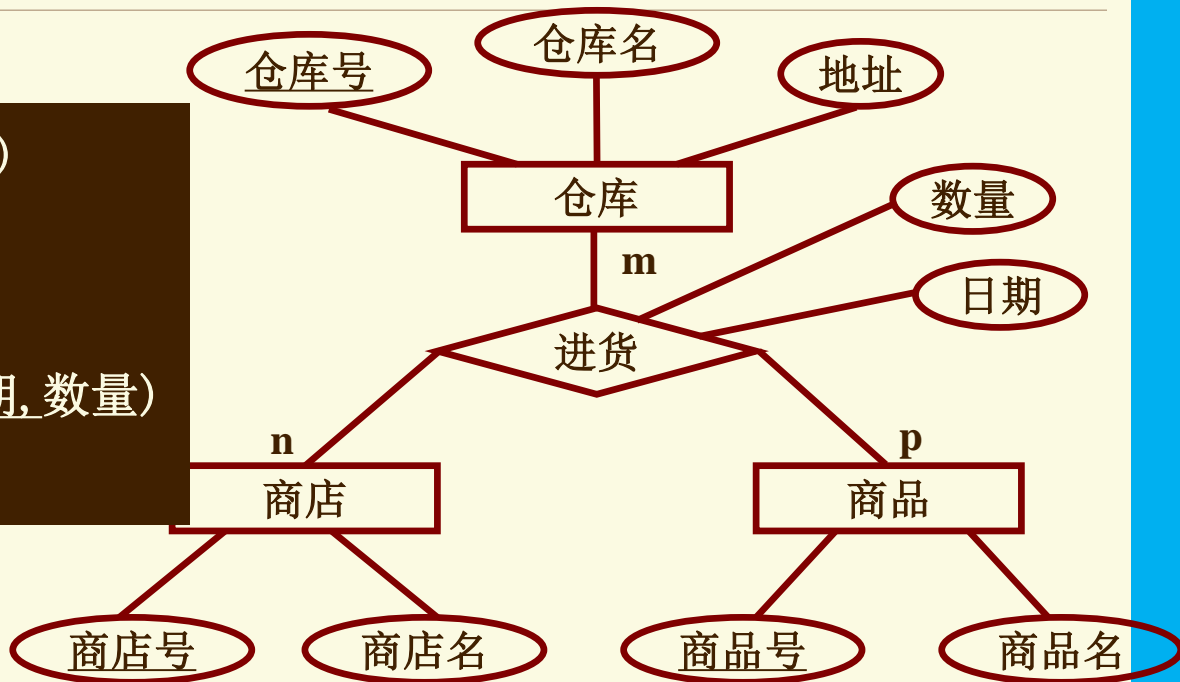 仓库名
仓库号
地址
)
仓库
数量
m
日期
进货
期,数量)
n
p
商店
商品
商店号
商店名
商品号
商品名